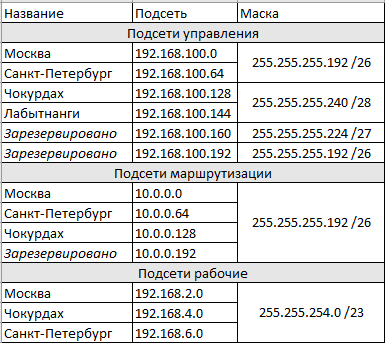 Название Подсеть Маска
Подсети управления
Москва 192.168.100.0 255.255.255.192 /26
Санкт-Петербург 192.168.100.64
Чокурдах 192.168.100.128 255.255.255.240 /28
Лабытнанги 192.168.100.144
Зарезервировано 192.168.100.160 255.255.255.224 /27
Зарезервировано 192.168.100.192 255.255.255.192 /26
Подсети маршрутизации
Москва 10.0.0.0 255.255.255.192 /26
Санкт-Петербург 10.0.0.64
Чокурдах 10.0.0.128
Зарезервировано 10.0.0.192
Подсети рабочие
Москва 192.168.2.0 255.255.254.0 /23
Чокурдах 192.168.4.0
Санкт-Петербург 192.168.6.0